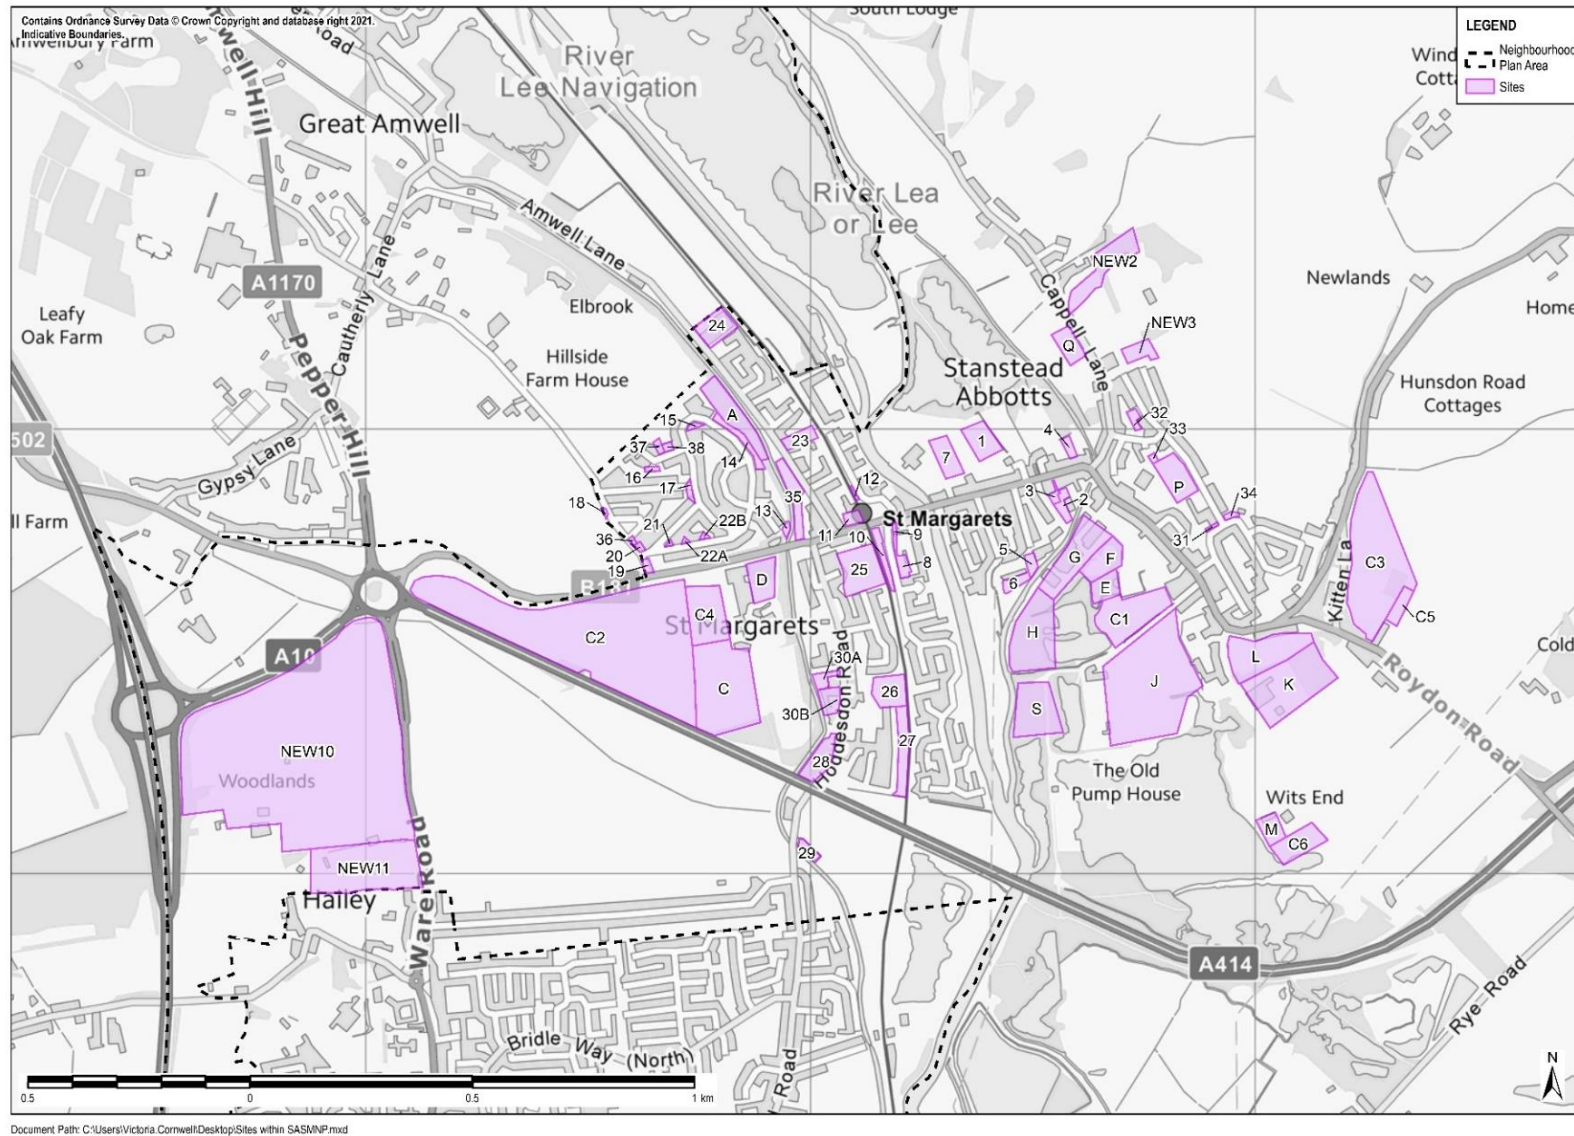 Contains Ordnance Survey Data © Crown Copyright and database right 2021.
Indicative Boundaries.
South Lodge
LEGEND
Neighbourhood
Plan Area
Sites
Road
River
Lee Navigation
Great Amwell
Amwell Lane
River Lea
or Lee
A1170
Cautherly Lane
Leafy
Oak Farm
Pepper Hill
Elbrook
Hillside
Farm House
Cappell Lane
NEW2
NEW3
Q
Newlands
Home
Hunsdon Road
Cottages
Stanstead
Abbotts
24
A
15
37
38
16
14
17
23
7
1
4
32
33
P
34
31
502
Gypsy Lane
ll Farm
18
21
22B
13
35
12
St Margarets
11
10
9
3
2
36
20
22A
19
25
8
5
6
G
F
E
C1
H
Kitten La
C3
C5
D
C4
C2
St Margarets
A10
C
30A
Hoddesdon Road
26
30B
S
J
L
K
Roydon Road
NEW10
Woodlands
27
28
The Old
Pump House
Wits End
M
C6
29
NEW11
Hailey
Ware Road
A414
Rye Road
Bridle Way (North)
Road
N
0.5 0 0.5 1 km
Document Path: C:\Users\Victoria.Cornwell\Desktop\Sites within SASMNP.mxd